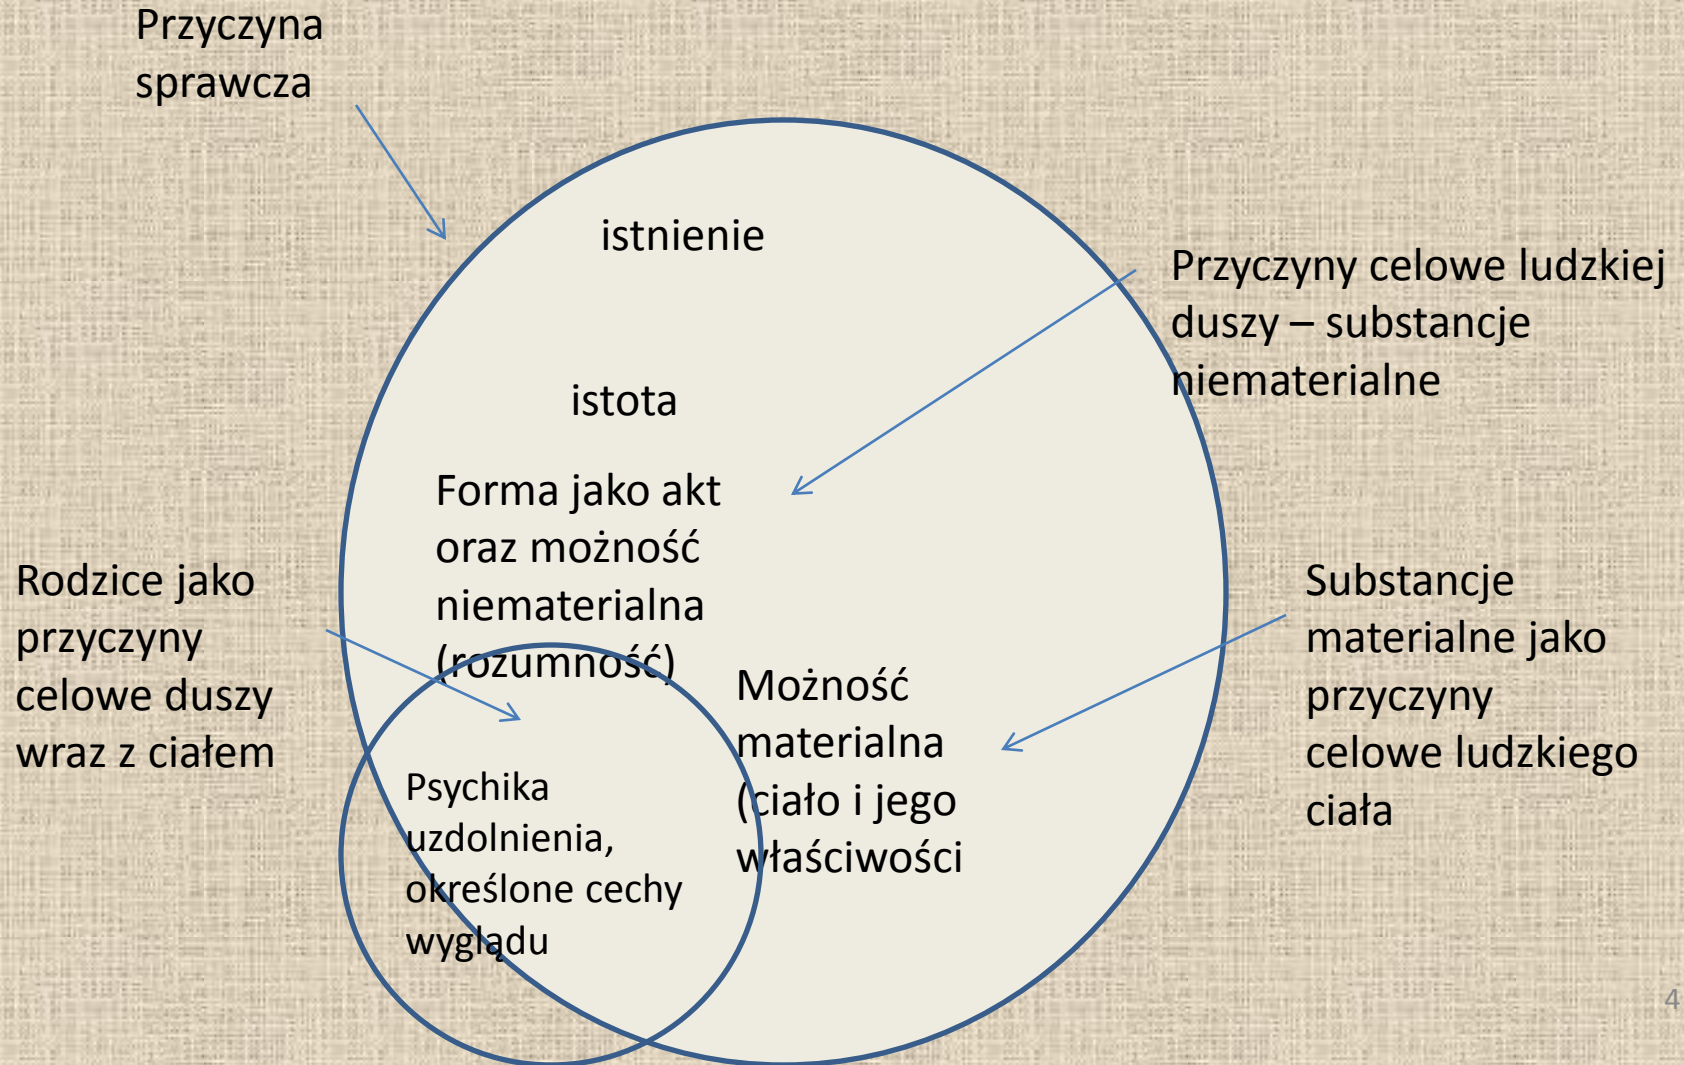 Przyczyna
sprawcza
istnienie
Przyczyny celowe ludzkiej
duszy – substancje
niematerialne
istota
Forma jako akt
oraz możność
niematerialna
(rozumność)
Rodzice jako
przyczyny
celowe duszy
wraz z ciałem
Substancje
materialne jako
przyczyny
celowe ludzkiego
ciała
Możność
materialna
(ciało i jego
właściwości
Psychika
uzdolnienia,
określone cechy
wyglądu
4